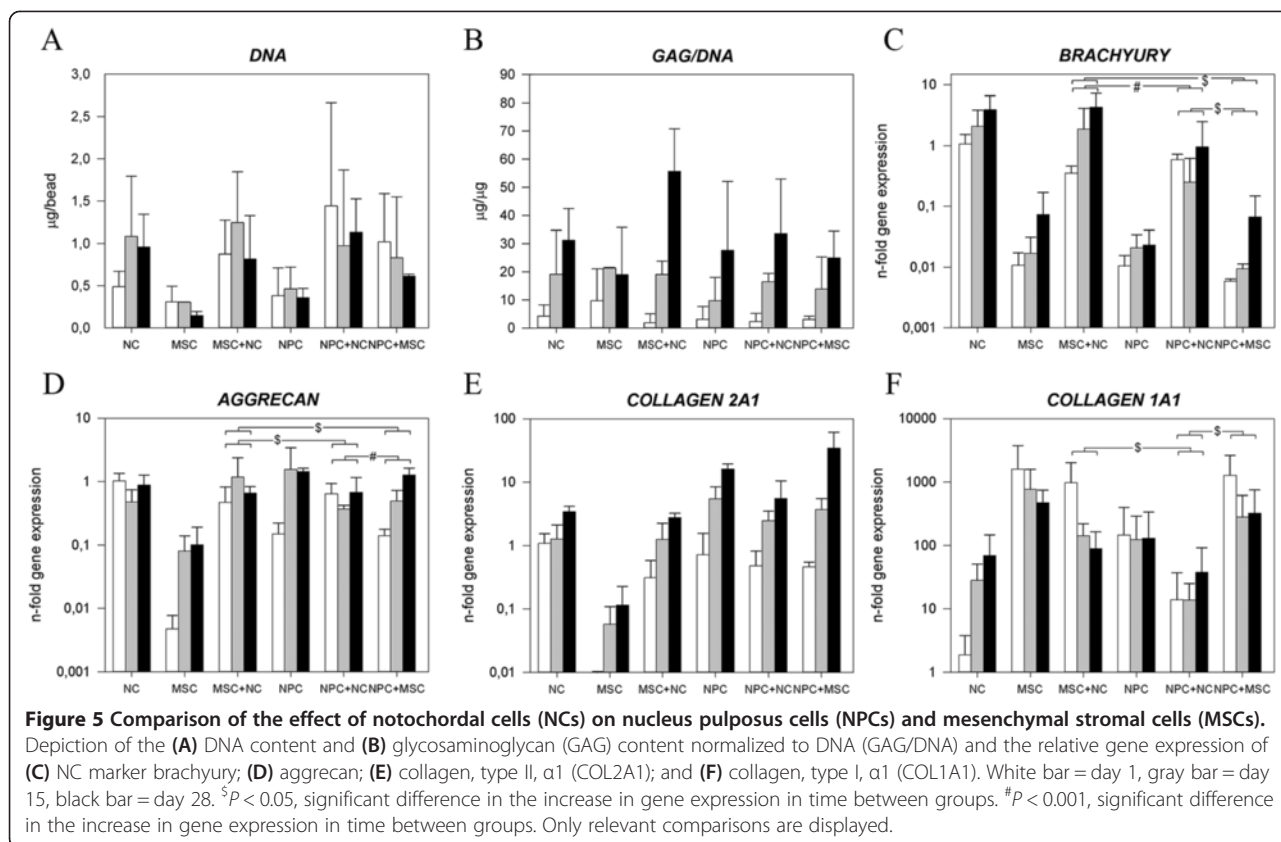 A
DNA
µg/bead
3,0
2,5
2,0
1,5
1,0
0,5
0,0
NC MSC MSC+NC NPC NPC+NC NPC+MSC
B
GAG/DNA
µg/µg
90
80
70
60
50
40
30
20
10
0
NC MSC MSC+NC NPC NPC+NC NPC+MSC
C
BRACHYURY
n-fold gene expression
10
1
0,1
0,01
0,001
$
#
$
NC MSC MSC+NC NPC NPC+NC NPC+MSC
D
AGGRECAN
n-fold gene expression
10
1
0,1
0,01
0,001
$
$
#
NC MSC MSC+NC NPC NPC+NC NPC+MSC
E
COLLAGEN 2A1
n-fold gene expression
100
10
1
0,1
0,01
NC MSC MSC+NC NPC NPC+NC NPC+MSC
F
COLLAGEN 1A1
n-fold gene expression
10000
1000
100
10
1
$
$
NC MSC MSC+NC NPC NPC+NC NPC+MSC
Figure 5 Comparison of the effect of notochordal cells (NCs) on nucleus pulposus cells (NPCs) and mesenchymal stromal cells (MSCs).
Depiction of the (A) DNA content and (B) glycosaminoglycan (GAG) content normalized to DNA (GAG/DNA) and the relative gene expression of
(C) NC marker brachyury; (D) aggrecan; (E) collagen, type II, α1 (COL2A1); and (F) collagen, type I, α1 (COL1A1). White bar = day 1, gray bar = day
15, black bar = day 28. $P < 0.05, significant difference in the increase in gene expression in time between groups. #P < 0.001, significant difference
in the increase in gene expression in time between groups. Only relevant comparisons are displayed.